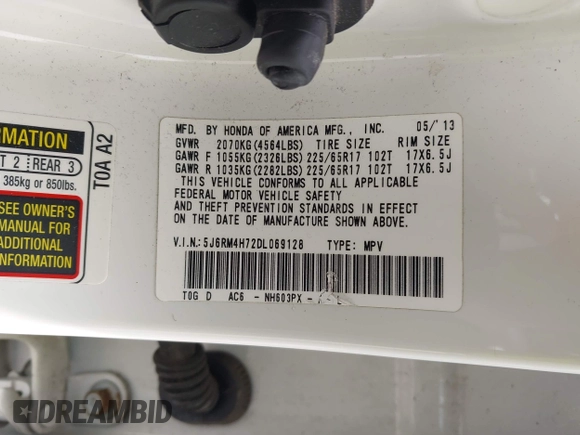 MFD. BY HONDA OF AMERICA MFG., INC. 05/'13
GVWR 2070KG(4564LBS) TIRE SIZE RIM SIZE
GAWR F 1055KG(2326LBS) 225/65R17 102T 17X6.5J
GAWR R 1035KG(2282LBS) 225/65R17 102T 17X6.5J
THIS VEHICLE CONFORMS TO ALL APPLICABLE
FEDERAL MOTOR VEHICLE SAFETY
AND THEFT PREVENTION STANDARDS IN EFFECT
ON THE DATE OF MANUFACTURE SHOWN ABOVE.
V.I.N.: 5J6RM4H72DL069128 TYPE: MPV
T0G D AC6 - NH603PX -
RMATION
2 REAR 3
385kg or 850lbs.
SEE OWNER'S
MANUAL FOR
ADDITIONAL
T0A A2
DREAMBID